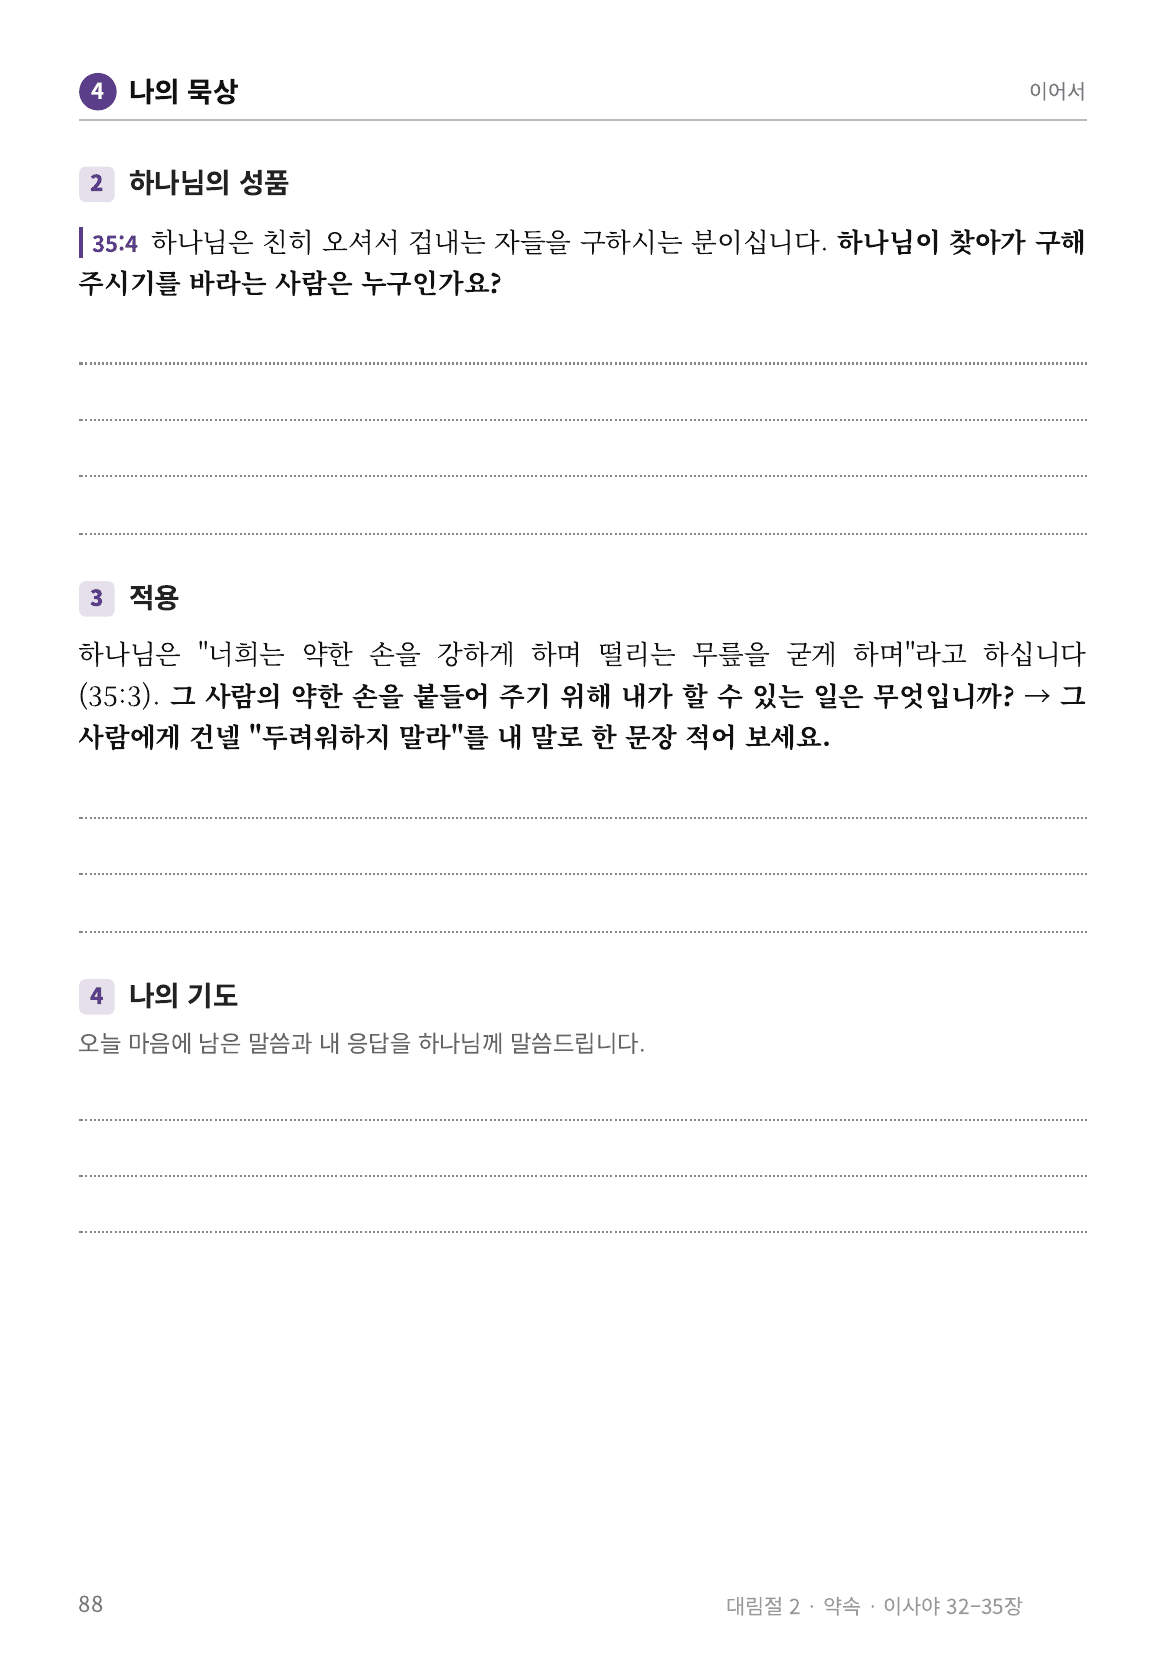 4 나의 묵상 이어서
2 하나님의 성품
35:4 하나님은 친히 오셔서 겁내는 자들을 구하시는 분이십니다. 하나님이 찾아가 구해
주시기를 바라는 사람은 누구인가요?
3 적용
하나님은 "너희는 약한 손을 강하게 하며 떨리는 무릎을 굳게 하며"라고 하십니다
(35:3). 그 사람의 약한 손을 붙들어 주기 위해 내가 할 수 있는 일은 무엇입니까? → 그
사람에게 건넬 "두려워하지 말라"를 내 말로 한 문장 적어 보세요.
4 나의 기도
오늘 마음에 남은 말씀과 내 응답을 하나님께 말씀드립니다.
88 대림절 2 · 약속 · 이사야 32–35장